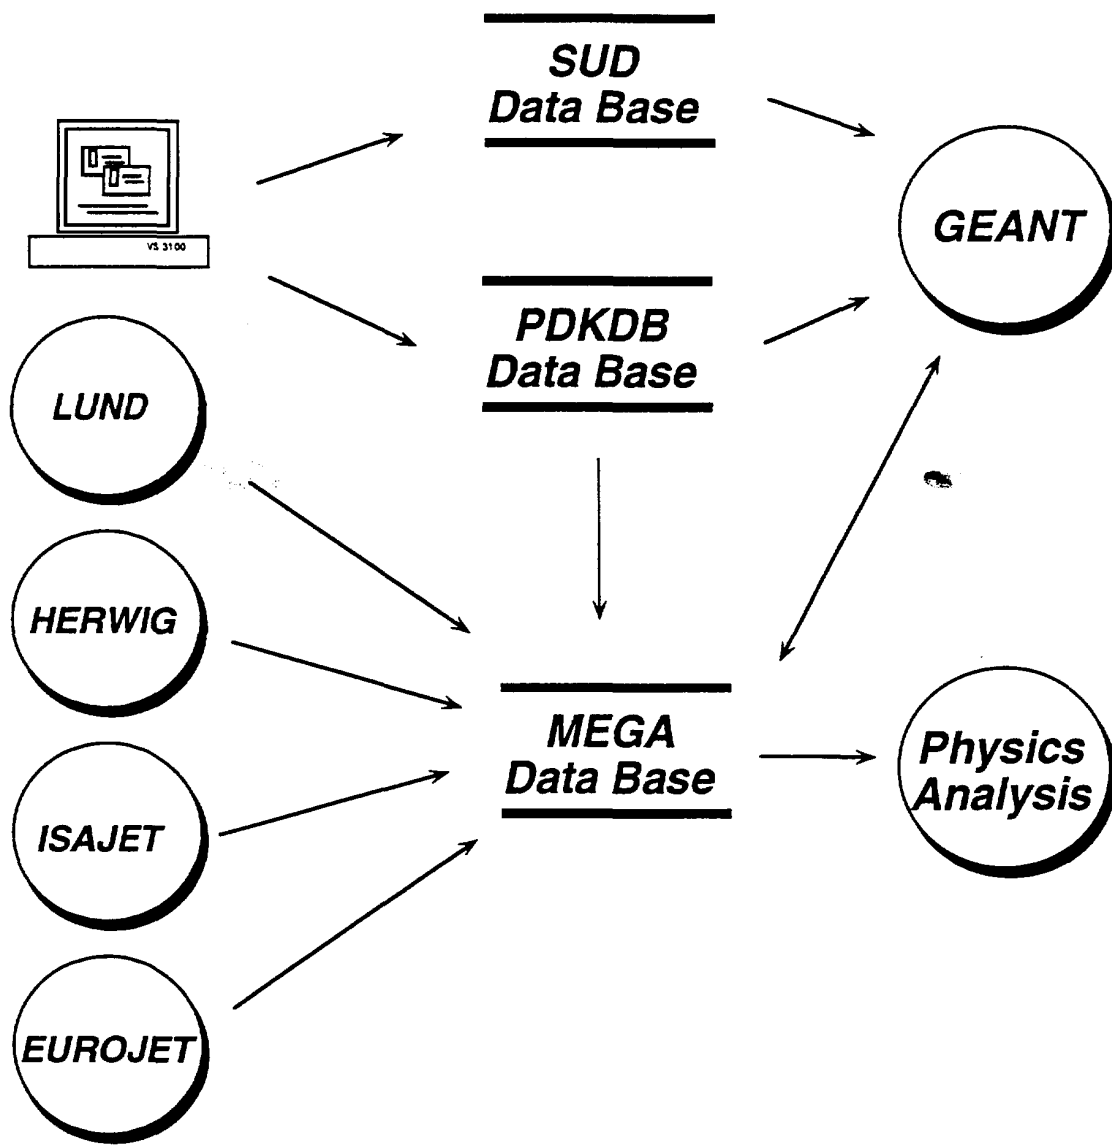 SUD
Data Base
VS 3100
GEANT
PDKDB
Data Base
LUND
HERWIG
MEGA
Data Base
Physics
Analysis
ISAJET
EUROJET